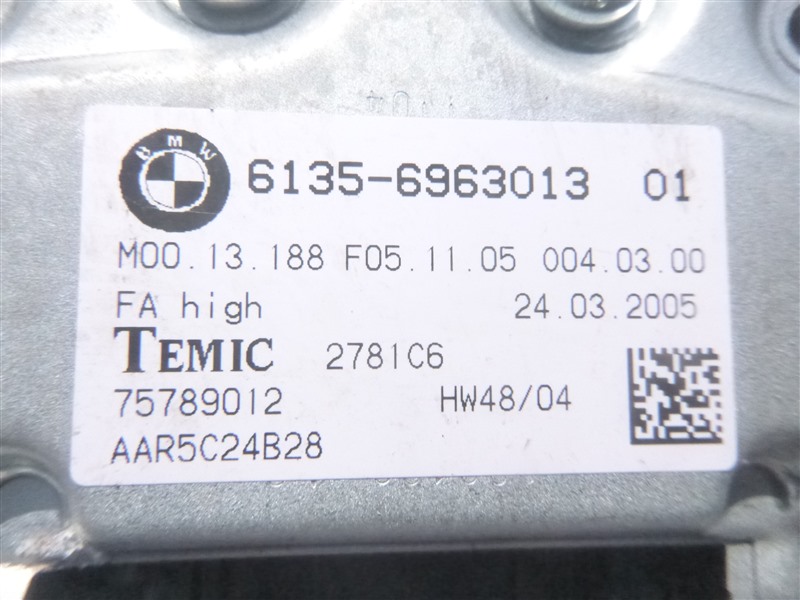 BMW
6135-6963013 01
M00.13.188 F05.11.05 004.03.00
FA high 24.03.2005
TEMIC 2781C6
75789012 HW48/04
AAR5C24B28